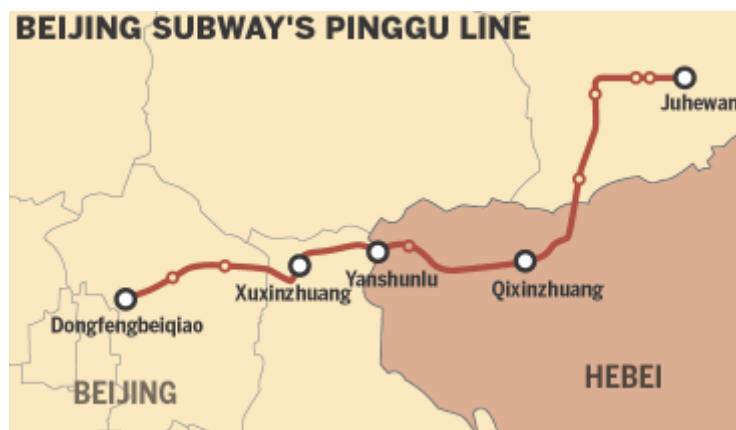 BEIJING SUBWAY'S PINGGU LINE
Juhewan
Xuxinzhuang
Yanshunlu
Qixinzhuang
Dongfengbeiqiao
BEIJING
HEBEI